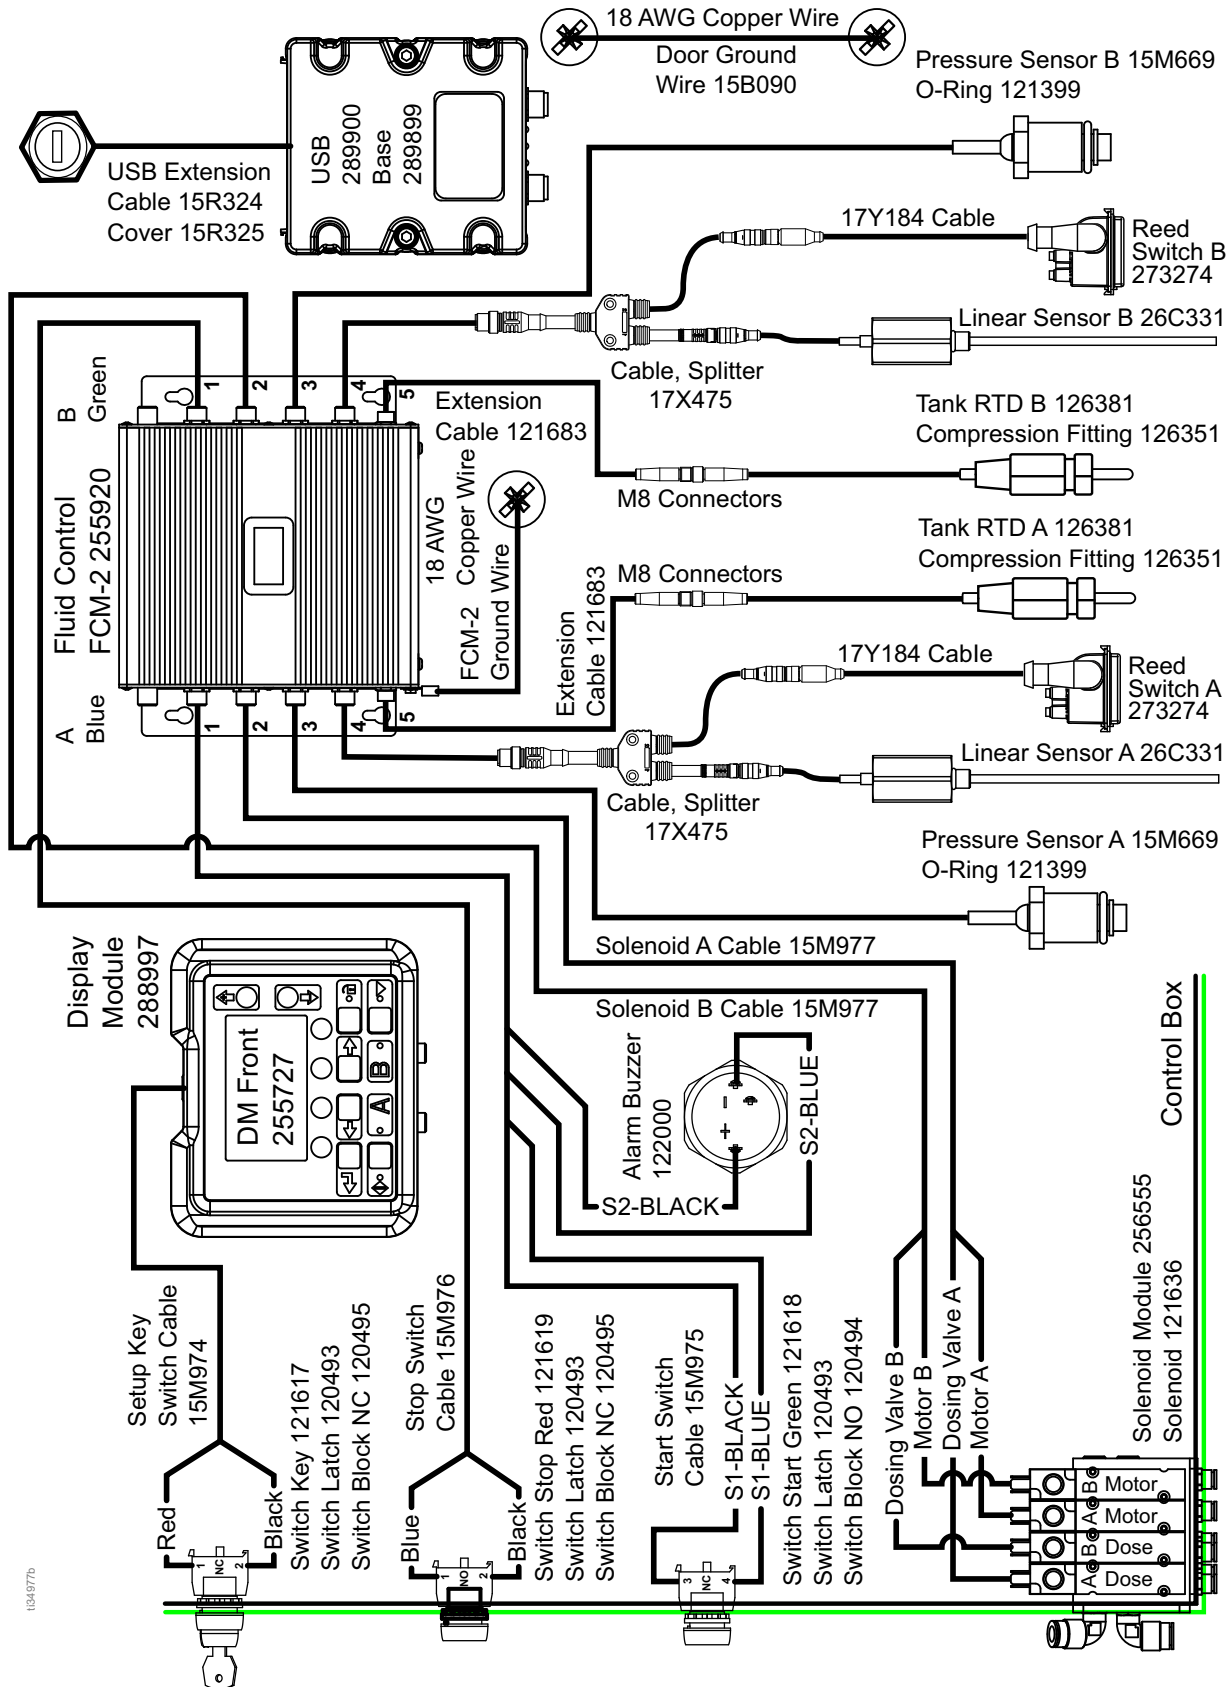 18 AWG Copper Wire
Door Ground
Wire 15B090
Pressure Sensor B 15M669
O-Ring 121399
USB
289900
Base
289899
USB Extension
Cable 15R324
Cover 15R325
17Y184 Cable
Reed
Switch B
273274
Linear Sensor B 26C331
Cable, Splitter
17X475
B
Green
1
2
3
4
5
Extension
Cable 121683
Tank RTD B 126381
Compression Fitting 126351
M8 Connectors
Fluid Control
FCM-2 255920
18 AWG
Copper Wire
FCM-2
Ground Wire
Tank RTD A 126381
Compression Fitting 126351
M8 Connectors
Extension
Cable 121683
A
Blue
1
2
3
4
5
17Y184 Cable
Reed
Switch A
273274
Linear Sensor A 26C331
Cable, Splitter
17X475
Pressure Sensor A 15M669
O-Ring 121399
Solenoid A Cable 15M977
Solenoid B Cable 15M977
Display
Module
288997
DM Front
255727
A
B
Alarm Buzzer
122000
+
-
S2-BLUE
S2-BLACK
Control Box
Setup Key
Switch Cable
15M974
Red
Black
1
NC
2
Switch Key 121617
Switch Latch 120493
Switch Block NC 120495
Stop Switch
Cable 15M976
Blue
Black
1
NO
2
Switch Stop Red 121619
Switch Latch 120493
Switch Block NC 120495
Start Switch
Cable 15M975
S1-BLACK
S1-BLUE
3
NC
4
Switch Start Green 121618
Switch Latch 120493
Switch Block NO 120494
Dosing Valve B
Motor B
Dosing Valve A
Motor A
Solenoid Module 256555
Solenoid 121636
B Motor
A Motor
B Dose
A Dose
ti34977b